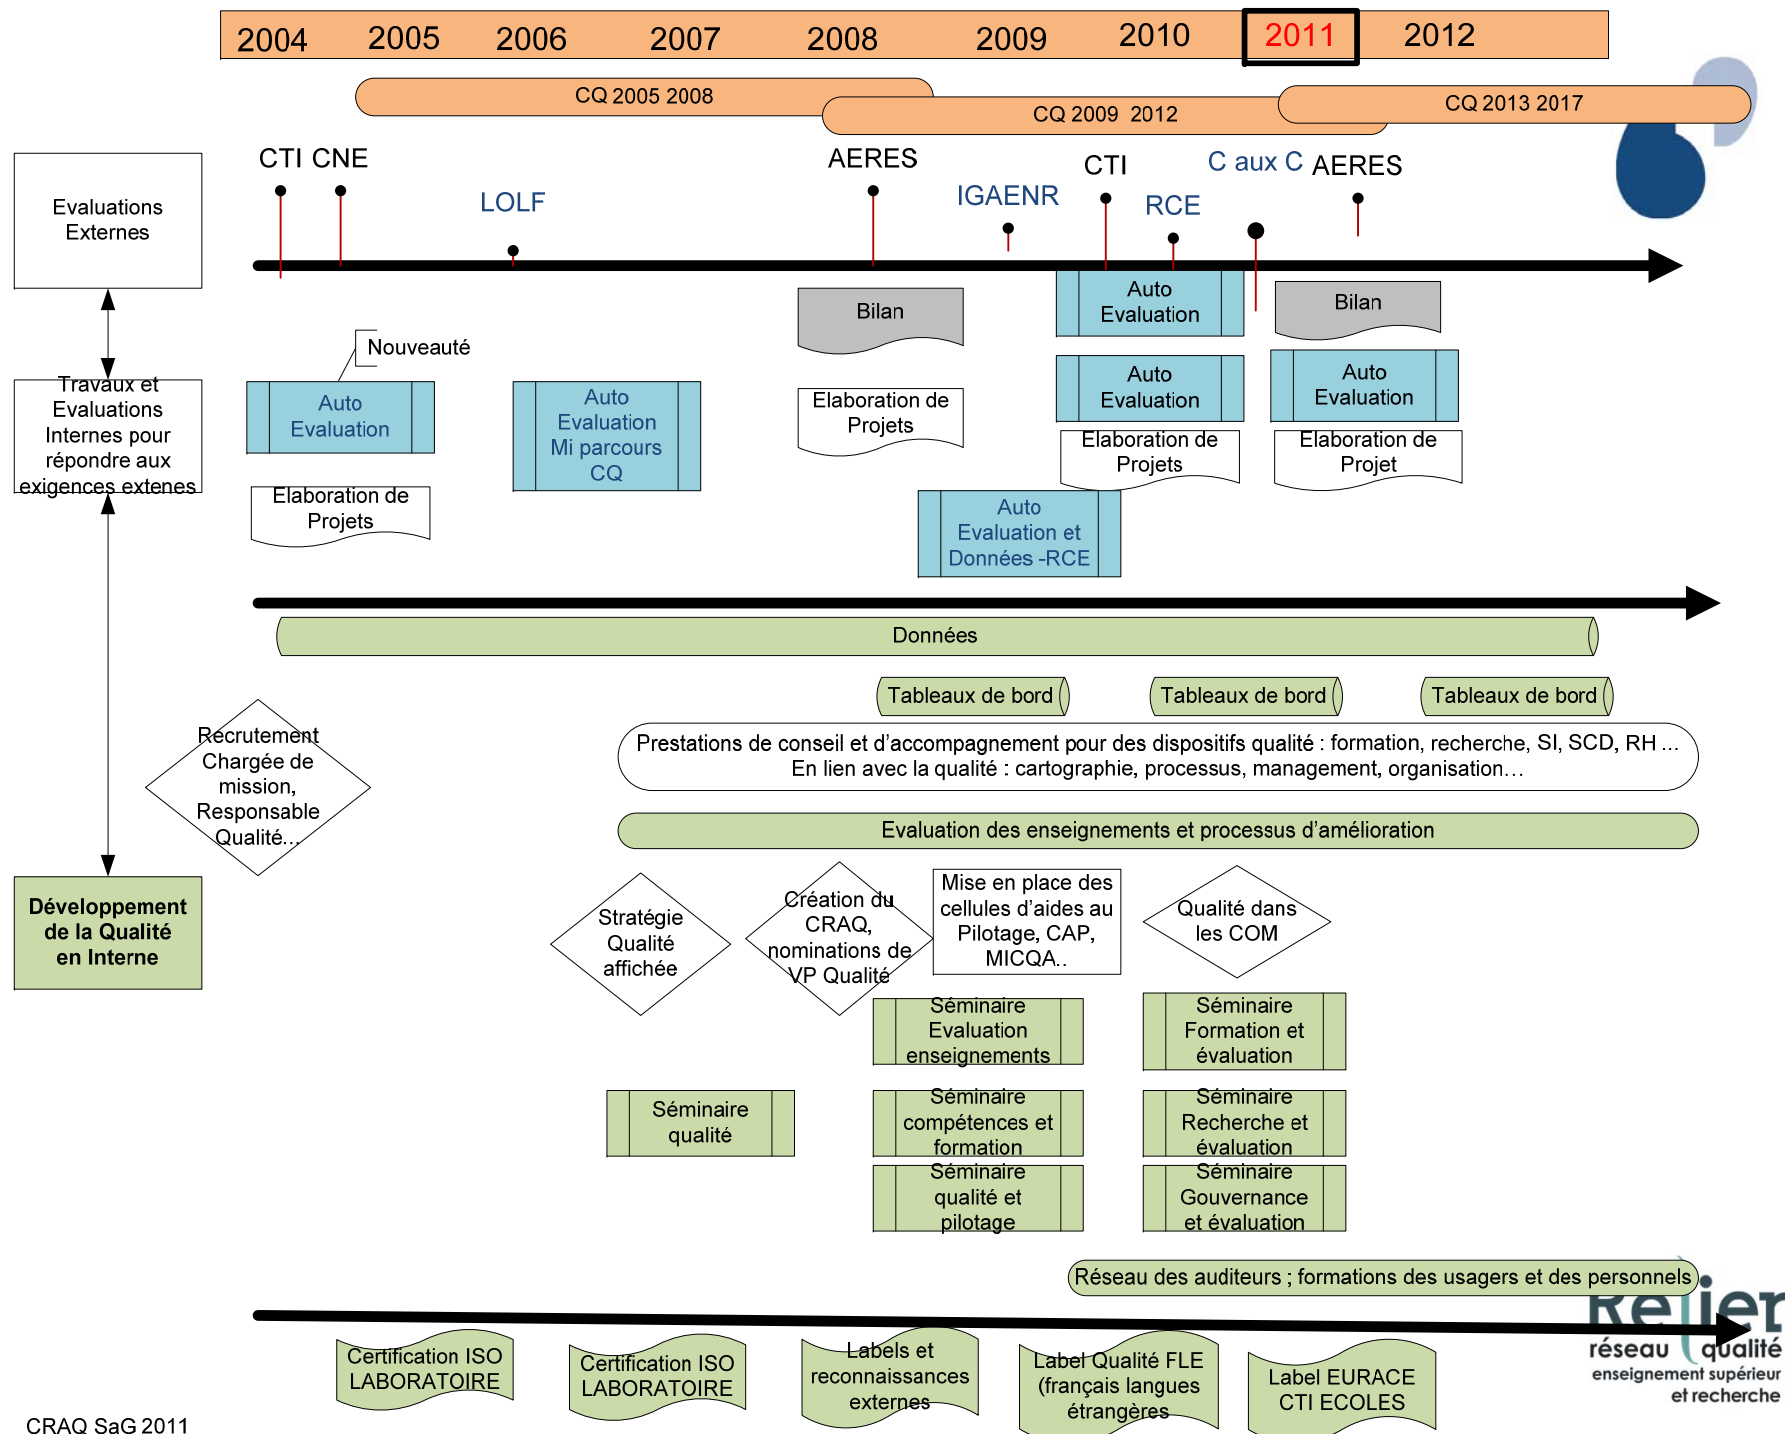 2004 2005 2006 2007 2008 2009 2010 2011 2012
CQ 2005 2008
CQ 2009 2012
CQ 2013 2017
CTI CNE
LOLF
AERES
IGAENR
CTI
RCE
C aux C
AERES
Evaluations
Externes
Bilan
Auto
Evaluation
Bilan
Nouveauté
Travaux et
Evaluations
Internes pour
répondre aux
exigences extenes
Auto
Evaluation
Auto
Evaluation
Mi parcours
CQ
Elaboration de
Projets
Auto
Evaluation
Auto
Evaluation
Elaboration de
Projets
Elaboration de
Projets
Elaboration de
Projet
Auto
Evaluation et
Données -RCE
Données
Tableaux de bord
Tableaux de bord
Tableaux de bord
Recrutement
Chargée de
mission,
Responsable
Qualité...
Prestations de conseil et d'accompagnement pour des dispositifs qualité : formation, recherche, SI, SCD, RH ...
En lien avec la qualité : cartographie, processus, management, organisation…
Evaluation des enseignements et processus d'amélioration
Développement
de la Qualité
en Interne
Stratégie
Qualité
affichée
Création du
CRAQ,
nominations de
VP Qualité
Mise en place des
cellules d'aides au
Pilotage, CAP,
MICQA..
Qualité dans
les COM
Séminaire
Evaluation
enseignements
Séminaire
Formation et
évaluation
Séminaire
qualité
Séminaire
compétences et
formation
Séminaire
Recherche et
évaluation
Séminaire
qualité et
pilotage
Séminaire
Gouvernance
et évaluation
Réseau des auditeurs ; formations des usagers et des personnels
Relier
réseau qualité
enseignement supérieur
et recherche
Certification ISO
LABORATOIRE
Certification ISO
LABORATOIRE
Labels et
reconnaissances
externes
Label Qualité FLE
(français langues
étrangères
Label EURACE
CTI ECOLES
CRAQ SaG 2011